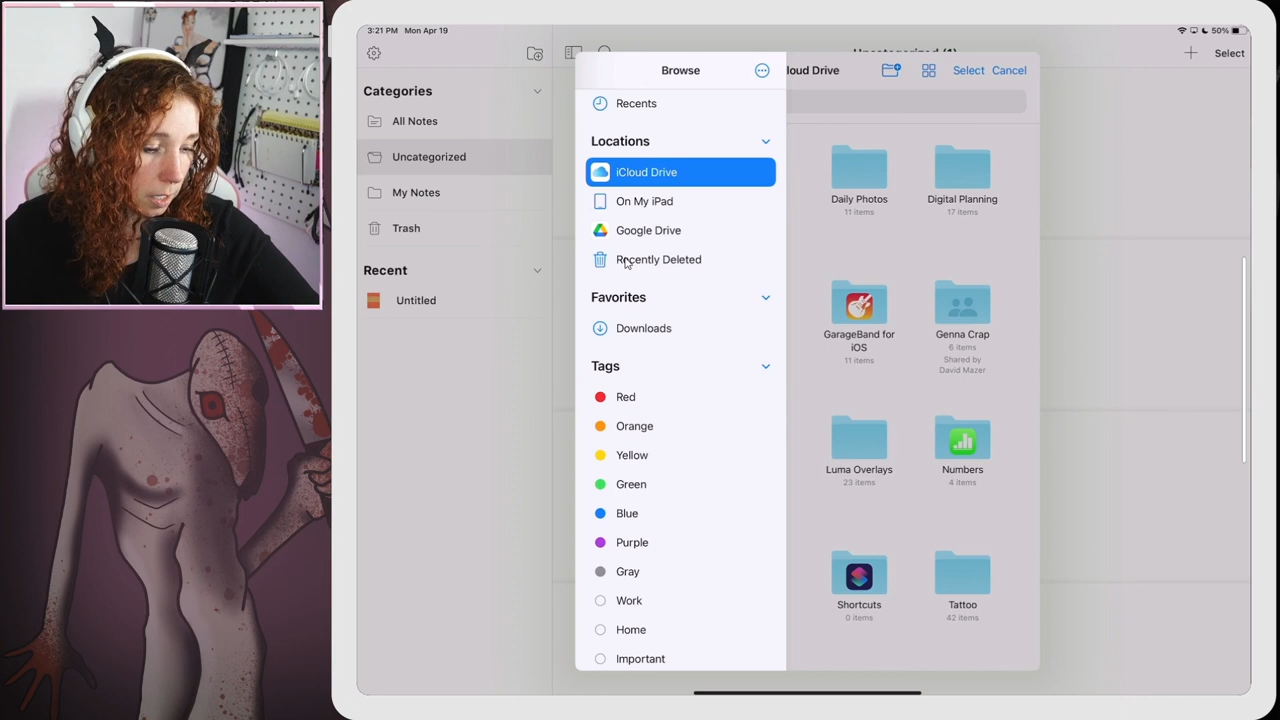 3:21 PM Mon Apr 19
50%
Categories
All Notes
Uncategorized
My Notes
Trash
Recent
Untitled
Select
Browse
Recents
Locations
iCloud Drive
On My iPad
Google Drive
Recently Deleted
Favorites
Downloads
Tags
Red
Orange
Yellow
Green
Blue
Purple
Gray
Work
Home
Important
loud Drive
Select
Cancel
Daily Photos
11 items
Digital Planning
17 items
GarageBand for
iOS
11 items
Genna Crap
6 items
Shared by
David Mazer
Luma Overlays
23 items
Numbers
4 items
Shortcuts
0 items
Tattoo
42 items